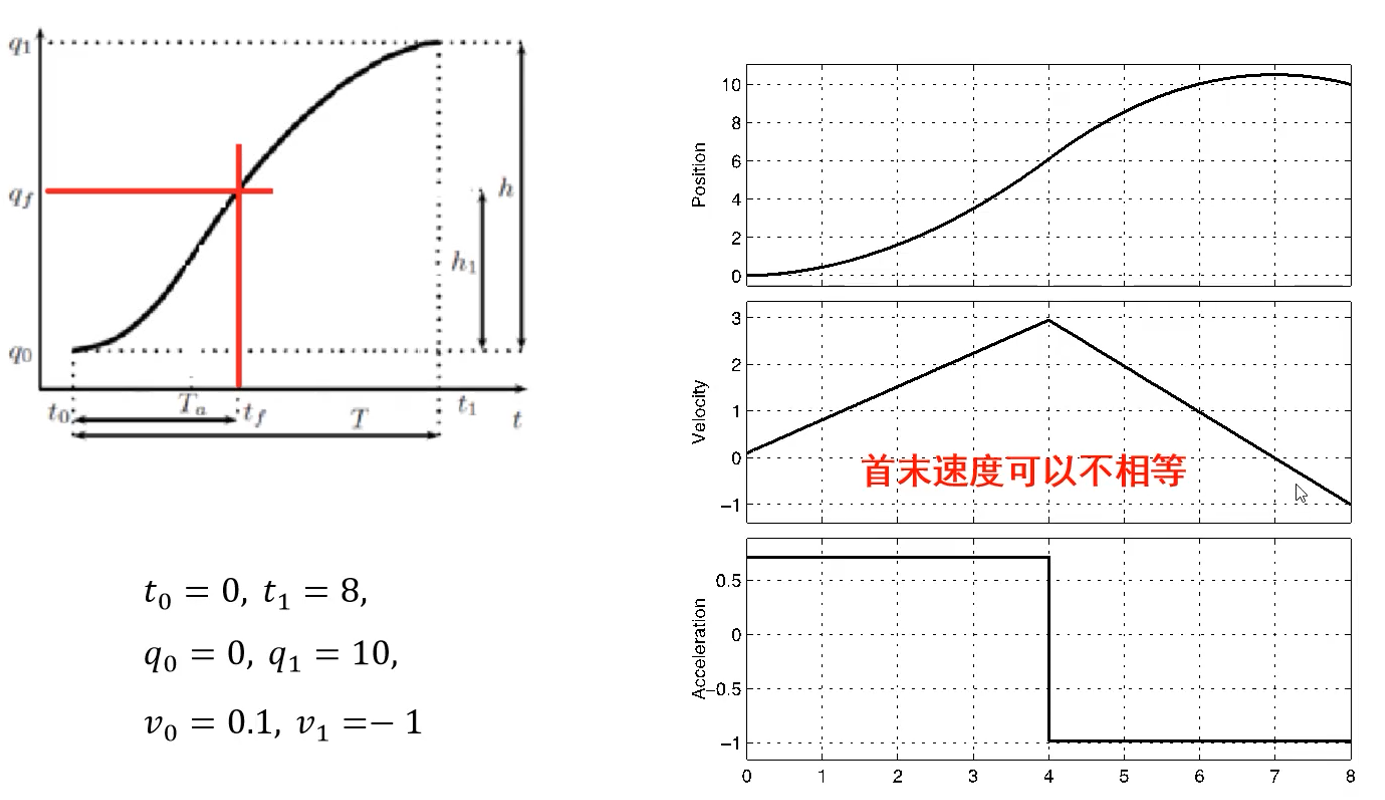 q₁
q_f
q₀
h
h₁
t₀
Tₐ
t_f
T
t₁
t
t₀ = 0, t₁ = 8,
q₀ = 0, q₁ = 10,
v₀ = 0.1, v₁ =− 1
Position
10
8
6
4
2
0
Velocity
3
2
1
0
−1
首末速度可以不相等
Acceleration
0.5
0
−0.5
−1
0 1 2 3 4 5 6 7 8